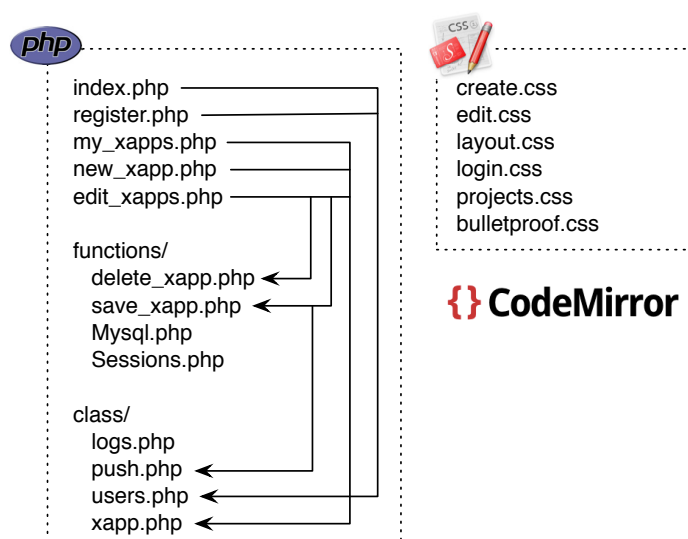 php
index.php
register.php
my_xapps.php
new_xapp.php
edit_xapps.php
functions/
delete_xapp.php
save_xapp.php
Mysql.php
Sessions.php
class/
logs.php
push.php
users.php
xapp.php
CSS
S
create.css
edit.css
layout.css
login.css
projects.css
bulletproof.css
{} CodeMirror